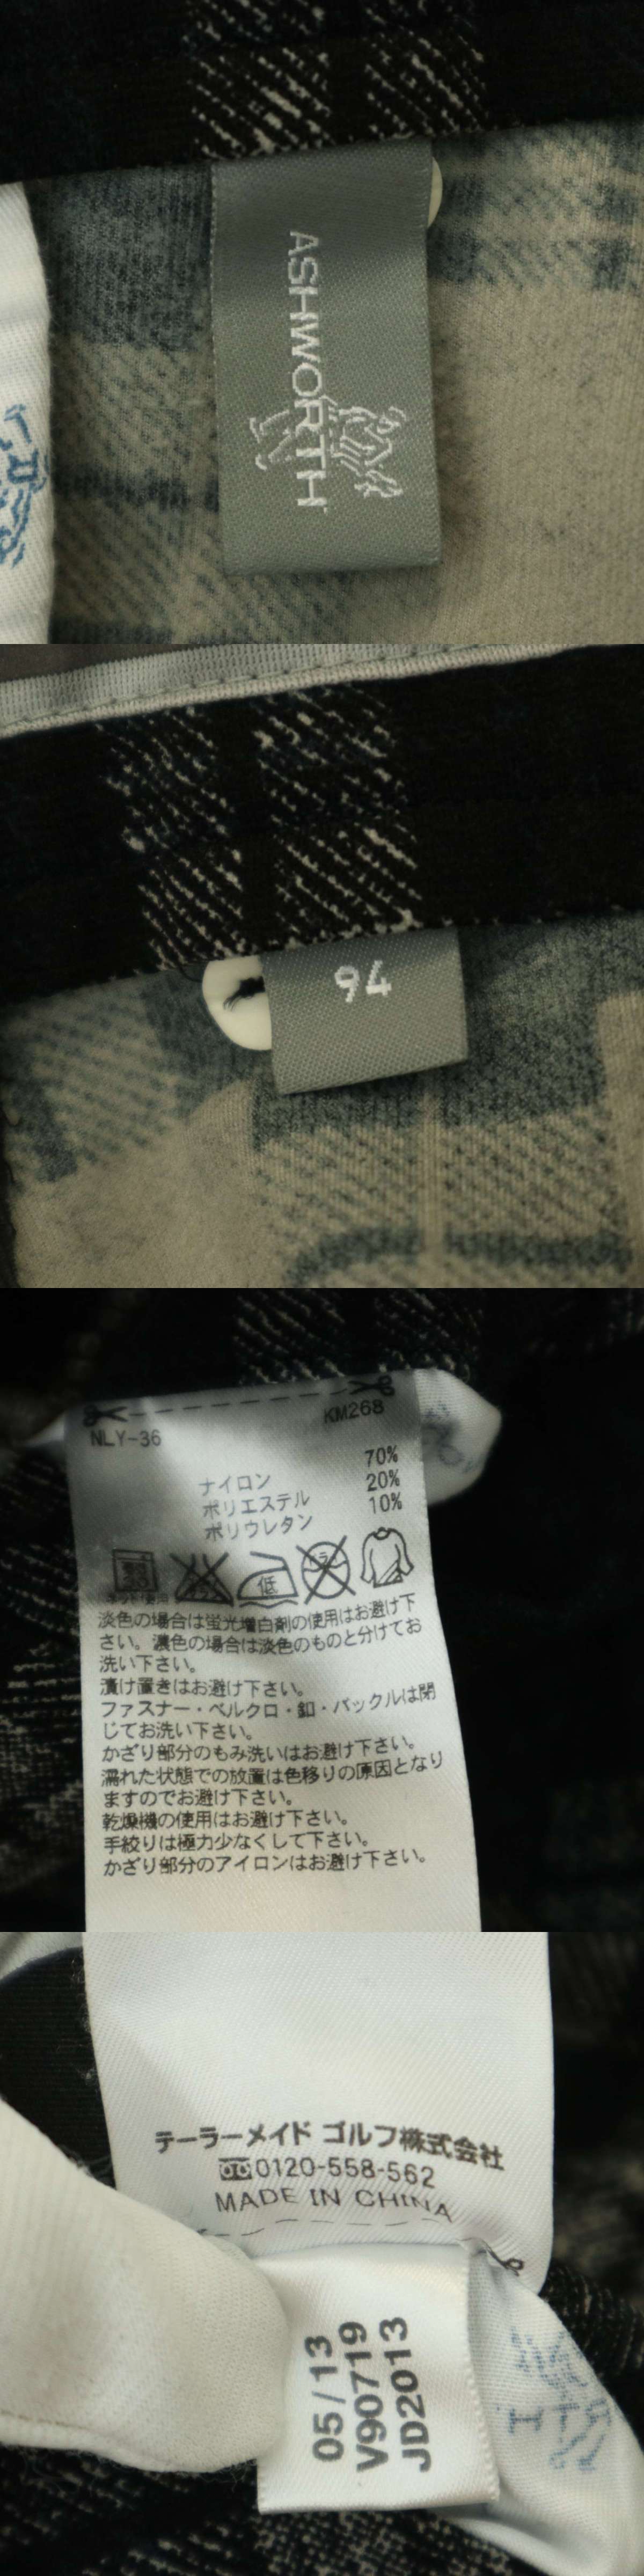 ASHWORTH
94
NLY-36
KM268
70%
ナイロン 20%
ポリエステル 10%
ポリウレタン
低
淡色の場合は蛍光増白剤の使用はお避け下
さい。濃色の場合は淡色のものと分けてお
洗い下さい。
漬け置きはお避け下さい。
ファスナー・ベルクロ・釦・バックルは閉
じてお洗い下さい。
かざり部分のもみ洗いはお避け下さい。
濡れた状態での放置は色移りの原因となり
ますのでお避け下さい。
乾燥機の使用はお避け下さい。
手絞りは極力少なくして下さい。
かざり部分のアイロンはお避け下さい。
テーラーメイド ゴルフ株式会社
0120-558-562
MADE IN CHINA
05/13
V90719
JD2013